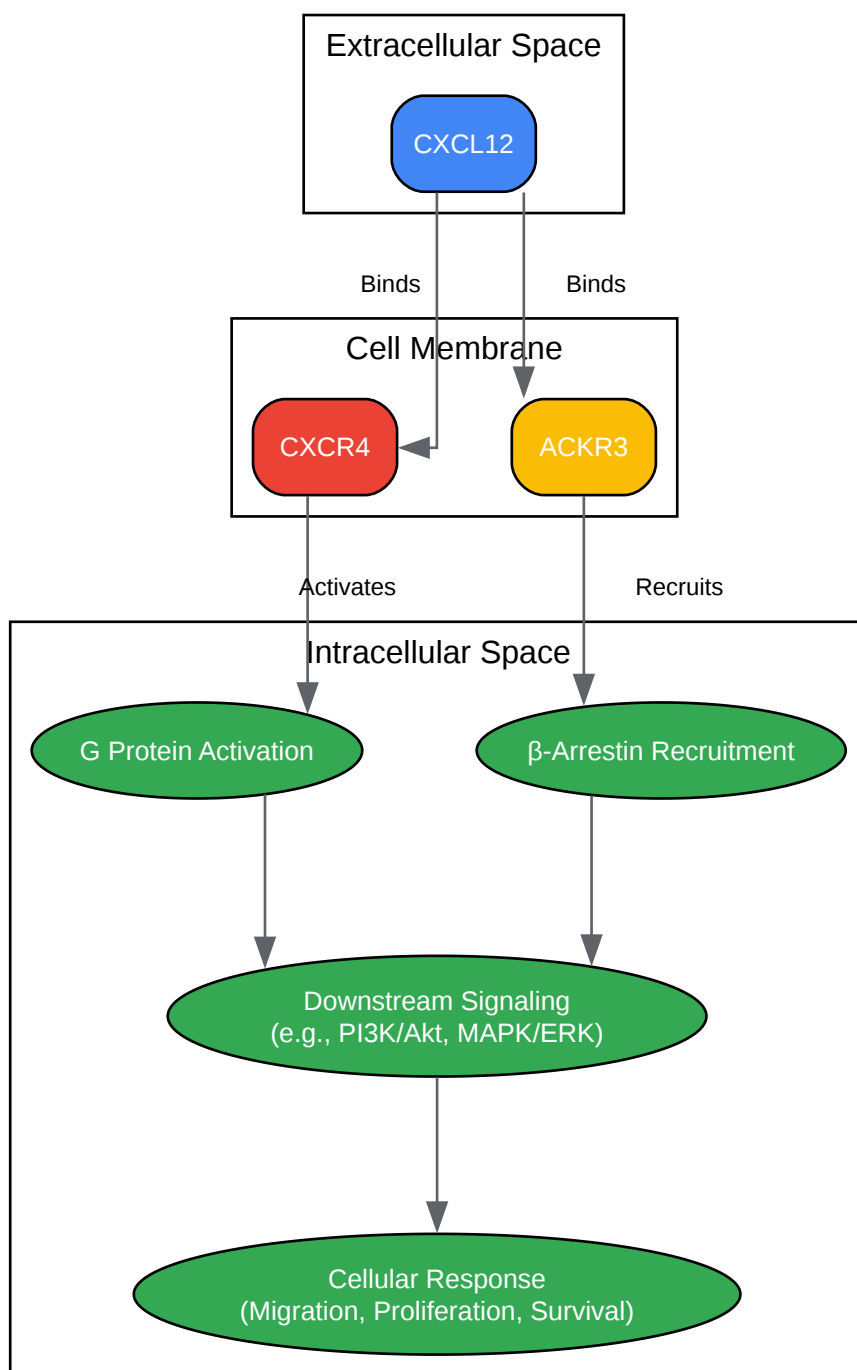 Extracellular Space
CXCL12
Binds
Binds
Cell Membrane
CXCR4
ACKR3
Activates
Recruits
Intracellular Space
G Protein Activation
β-Arrestin Recruitment
Downstream Signaling
(e.g., PI3K/Akt, MAPK/ERK)
Cellular Response
(Migration, Proliferation, Survival)